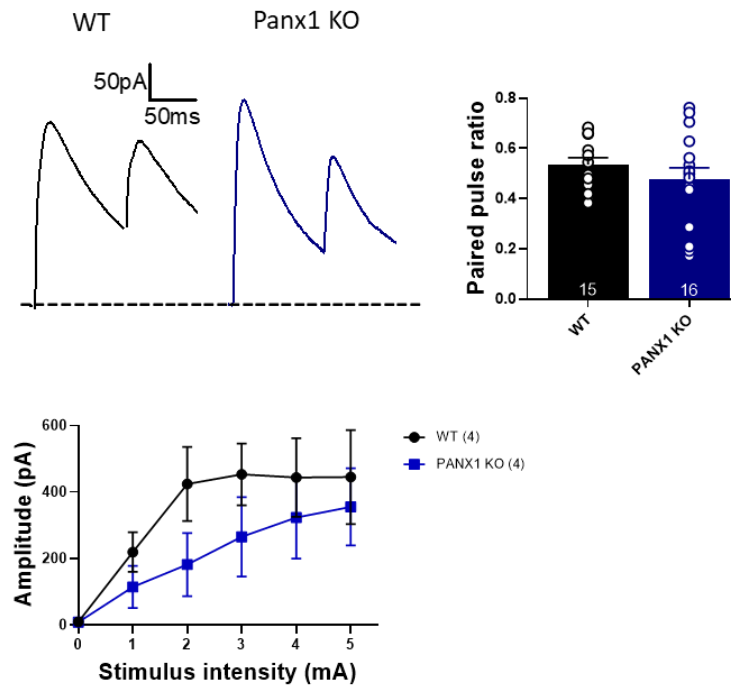 WT
Panx1 KO
50pA
50ms
Paired pulse ratio
0.8
0.6
0.4
0.2
0.0
15
16
WT
PANX1 KO
Amplitude (pA)
600
400
200
0
0 1 2 3 4 5
Stimulus intensity (mA)
WT (4)
PANX1 KO (4)